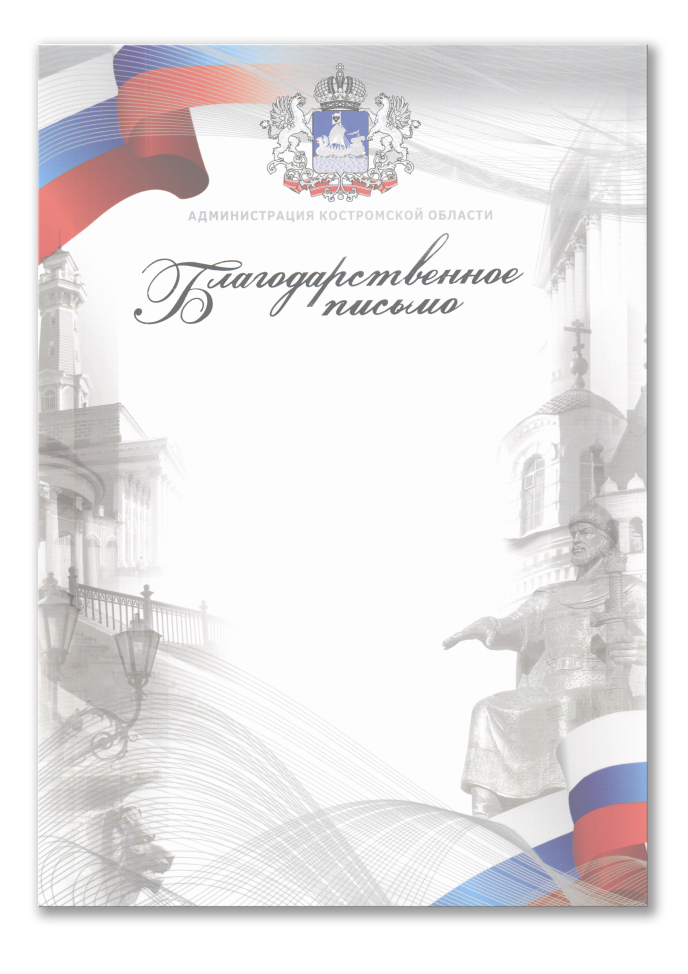 АДМИНИСТРАЦИЯ КОСТРОМСКОЙ ОБЛАСТИ
Благодарственное
письмо